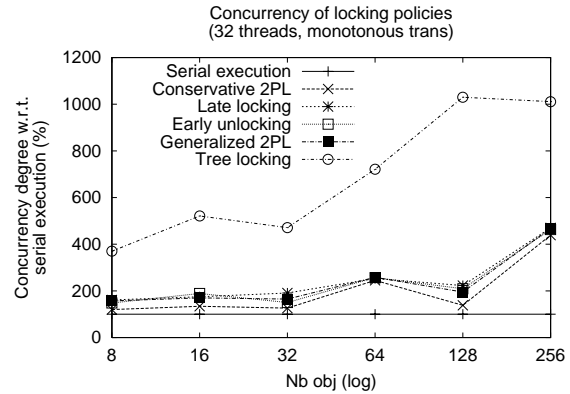 Concurrency of locking policies
(32 threads, monotonous trans)
1200
1000
800
600
400
200
0
Concurrency degree w.r.t.
serial execution (%)
Serial execution
Conservative 2PL
Late locking
Early unlocking
Generalized 2PL
Tree locking
8 16 32 64 128 256
Nb obj (log)